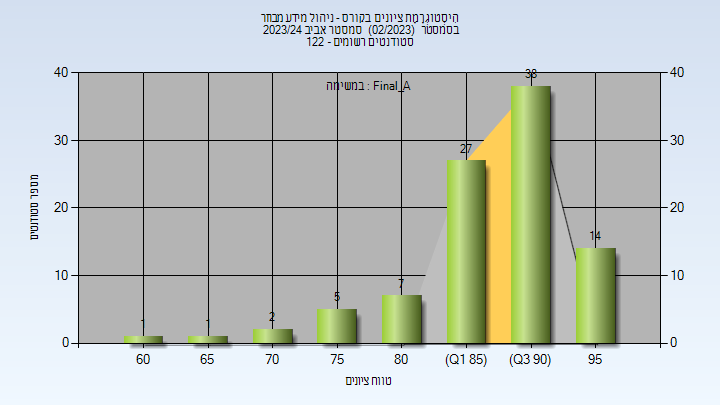 היסטוגרמת ציונים בקורס - ניהול מידע מבוזר
בסמסטר (02/2023) סמסטר אביב 2023/24
סטודנטים רשומים - 122
במשימה : Final_A
מספר סטודנטים
40 40
30 30
20 20
10 10
0 0
1 1 2 5 7 27 38 14
60 65 70 75 80 (Q1 85) (Q3 90) 95
טווח ציונים